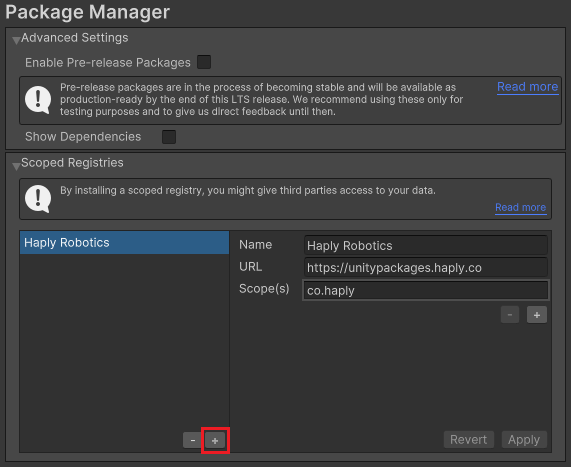 Package Manager
Advanced Settings
Enable Pre-release Packages
Pre-release packages are in the process of becoming stable and will be available as
production-ready by the end of this LTS release. We recommend using these only for
testing purposes and to give us direct feedback until then.
Read more
Show Dependencies
Scoped Registries
By installing a scoped registry, you might give third parties access to your data.
Read more
Haply Robotics
Name Haply Robotics
URL https://unitypackages.haply.co
Scope(s) co.haply
- +
- +
Revert Apply